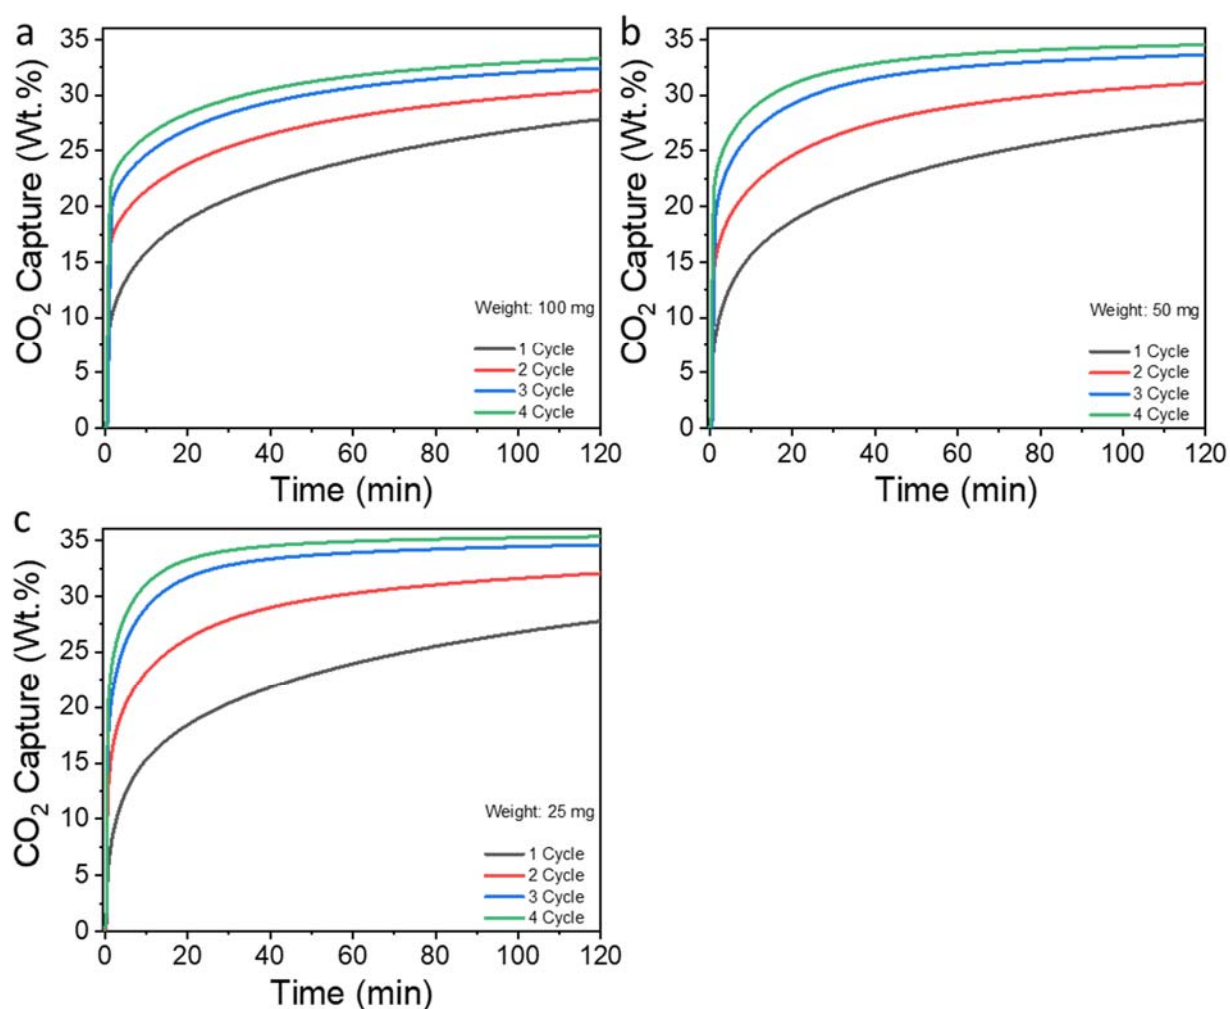 a
CO2 Capture (Wt.%)
35
30
25
20
15
10
5
0
Weight: 100 mg
1 Cycle
2 Cycle
3 Cycle
4 Cycle
0 20 40 60 80 100 120
Time (min)
b
CO2 Capture (Wt.%)
35
30
25
20
15
10
5
0
Weight: 50 mg
1 Cycle
2 Cycle
3 Cycle
4 Cycle
0 20 40 60 80 100 120
Time (min)
c
CO2 Capture (Wt.%)
35
30
25
20
15
10
5
0
Weight: 25 mg
1 Cycle
2 Cycle
3 Cycle
4 Cycle
0 20 40 60 80 100 120
Time (min)